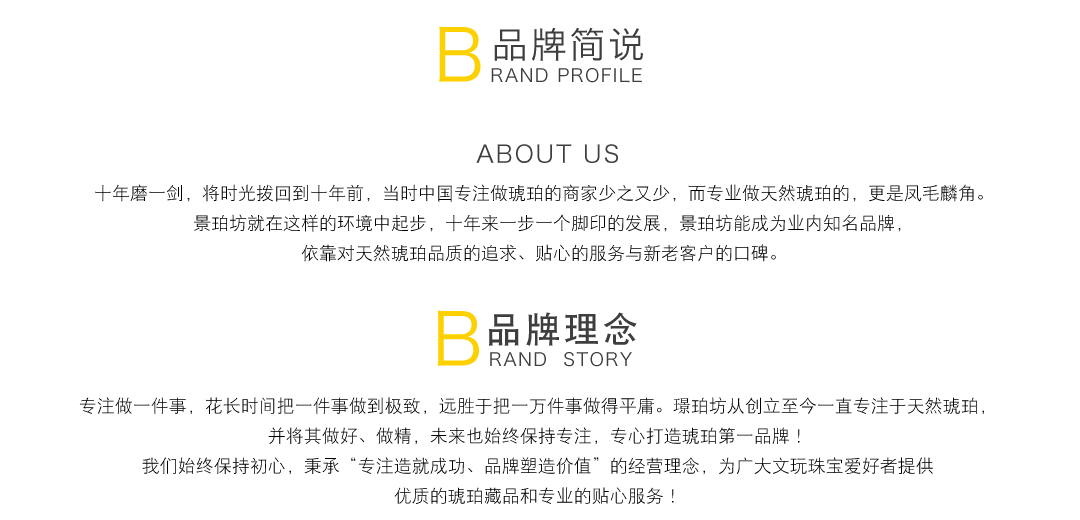 品牌简说
BRAND PROFILE
ABOUT US
十年磨一剑，将时光拨回到十年前，当时中国专注做琥珀的商家少之又少，而专业做天然琥珀的，更是凤毛麟角。
景珀坊就在这样的环境中起步，十年来一步一个脚印的发展，景珀坊能成为业内知名品牌，
依靠对天然琥珀品质的追求、贴心的服务与新老客户的口碑。
品牌理念
BRAND STORY
专注做一件事，花长时间把一件事做到极致，远胜于把一万件事做得平庸。璟珀坊从创立至今一直专注于天然琥珀，
并将其做好、做精，未来也始终保持专注，专心打造琥珀第一品牌！
我们始终保持初心，秉承“专注造就成功、品牌塑造价值”的经营理念，为广大文玩珠宝爱好者提供
优质的琥珀藏品和专业的贴心服务！